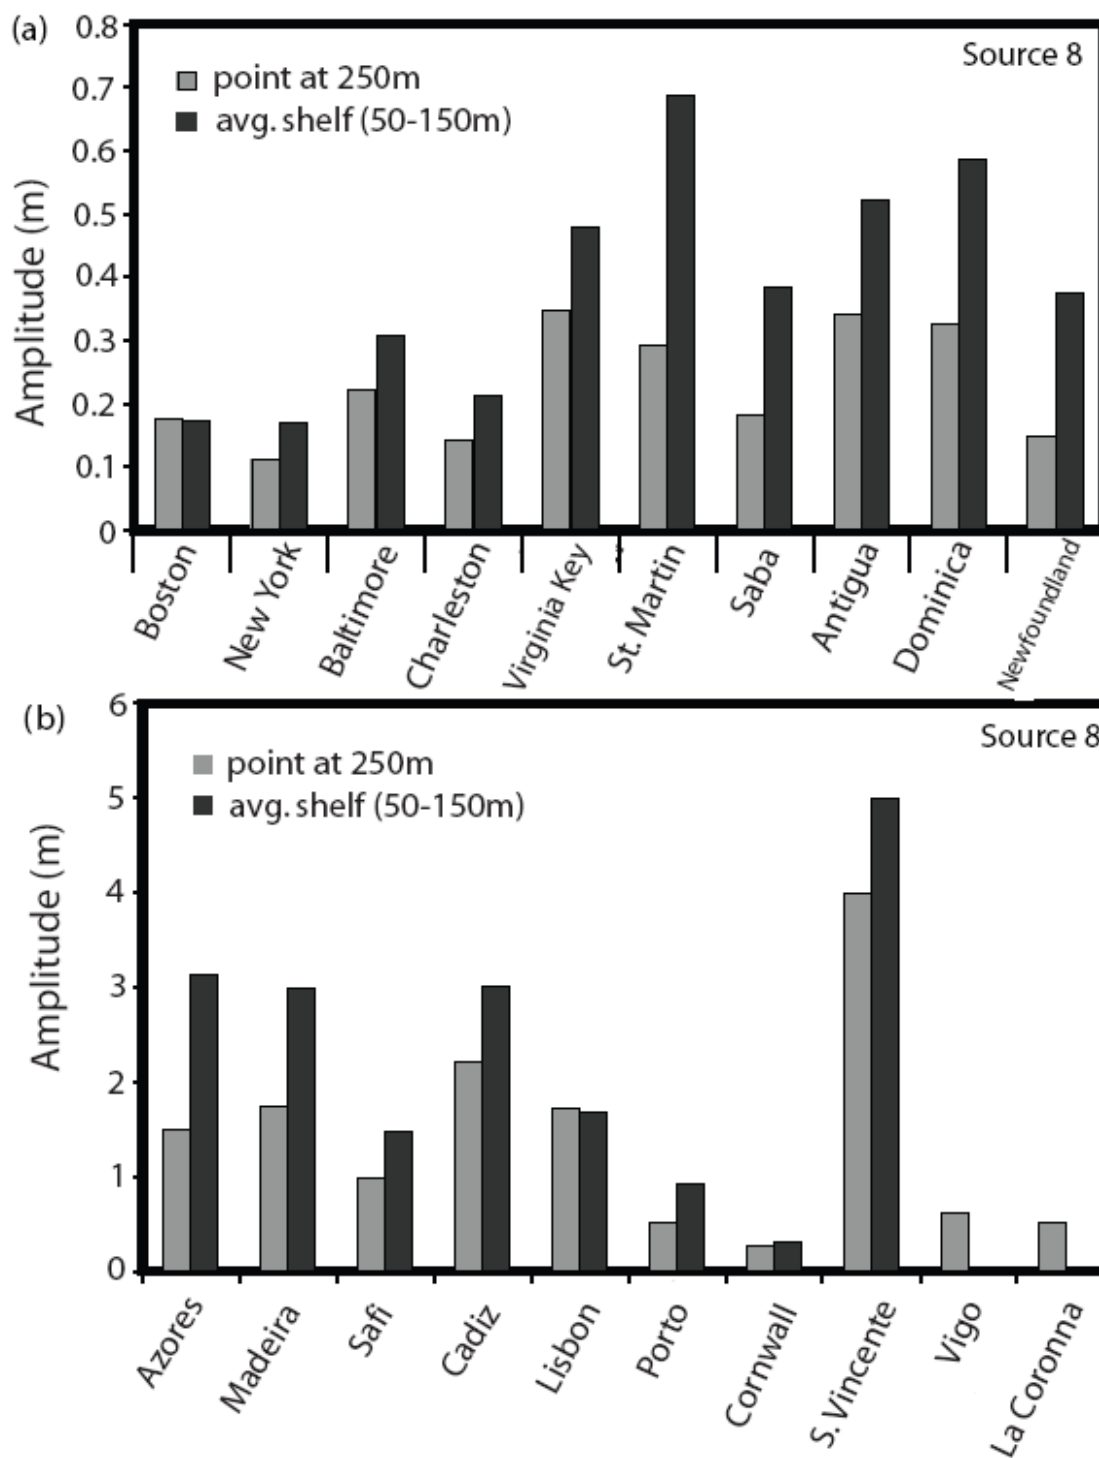 (a)
Source 8
point at 250m
avg. shelf (50-150m)
Amplitude (m)
0.8
0.7
0.6
0.5
0.4
0.3
0.2
0.1
0
Boston
New York
Baltimore
Charleston
Virginia Key
St. Martin
Saba
Antigua
Dominica
Newfoundland
(b)
Source 8
point at 250m
avg. shelf (50-150m)
Amplitude (m)
6
5
4
3
2
1
0
Azores
Madeira
Safi
Cadiz
Lisbon
Porto
Cornwall
S. Vincente
Vigo
La Coronna